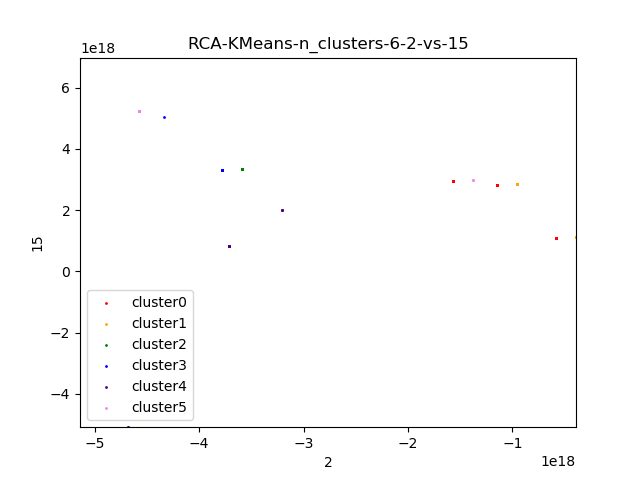 RCA-KMeans-n_clusters-6-2-vs-15
1e18
6
4
2
0
−2
−4
15
cluster0
cluster1
cluster2
cluster3
cluster4
cluster5
−5
−4
−3
−2
−1
2
1e18